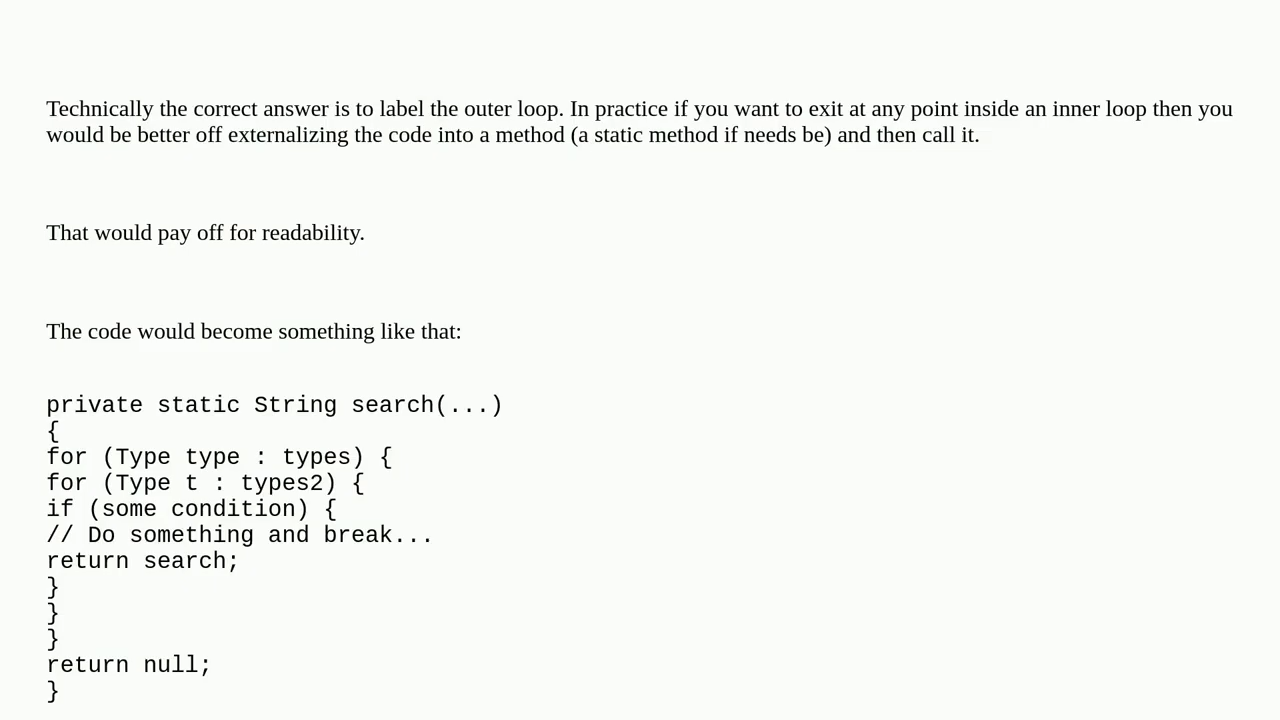 Technically the correct answer is to label the outer loop. In practice if you want to exit at any point inside an inner loop then you
would be better off externalizing the code into a method (a static method if needs be) and then call it.
That would pay off for readability.
The code would become something like that:
private static String search(...)
{
for (Type type : types) {
for (Type t : types2) {
if (some condition) {
// Do something and break...
return search;
}
}
}
return null;
}